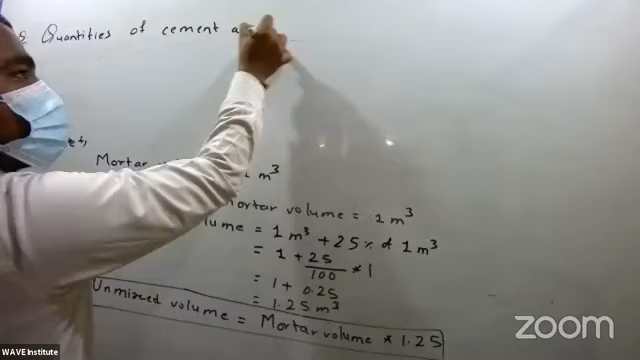 Quantities of cement
Mortar
m³
Mortar volume = 1 m³
= 1 m³ + 25% of 1 m³
= 1 + 25/100 * 1
= 1 + 0.25
= 1.25 m³
Unmixed volume = Mortar volume * 1.25
zoom
WAVE Institute